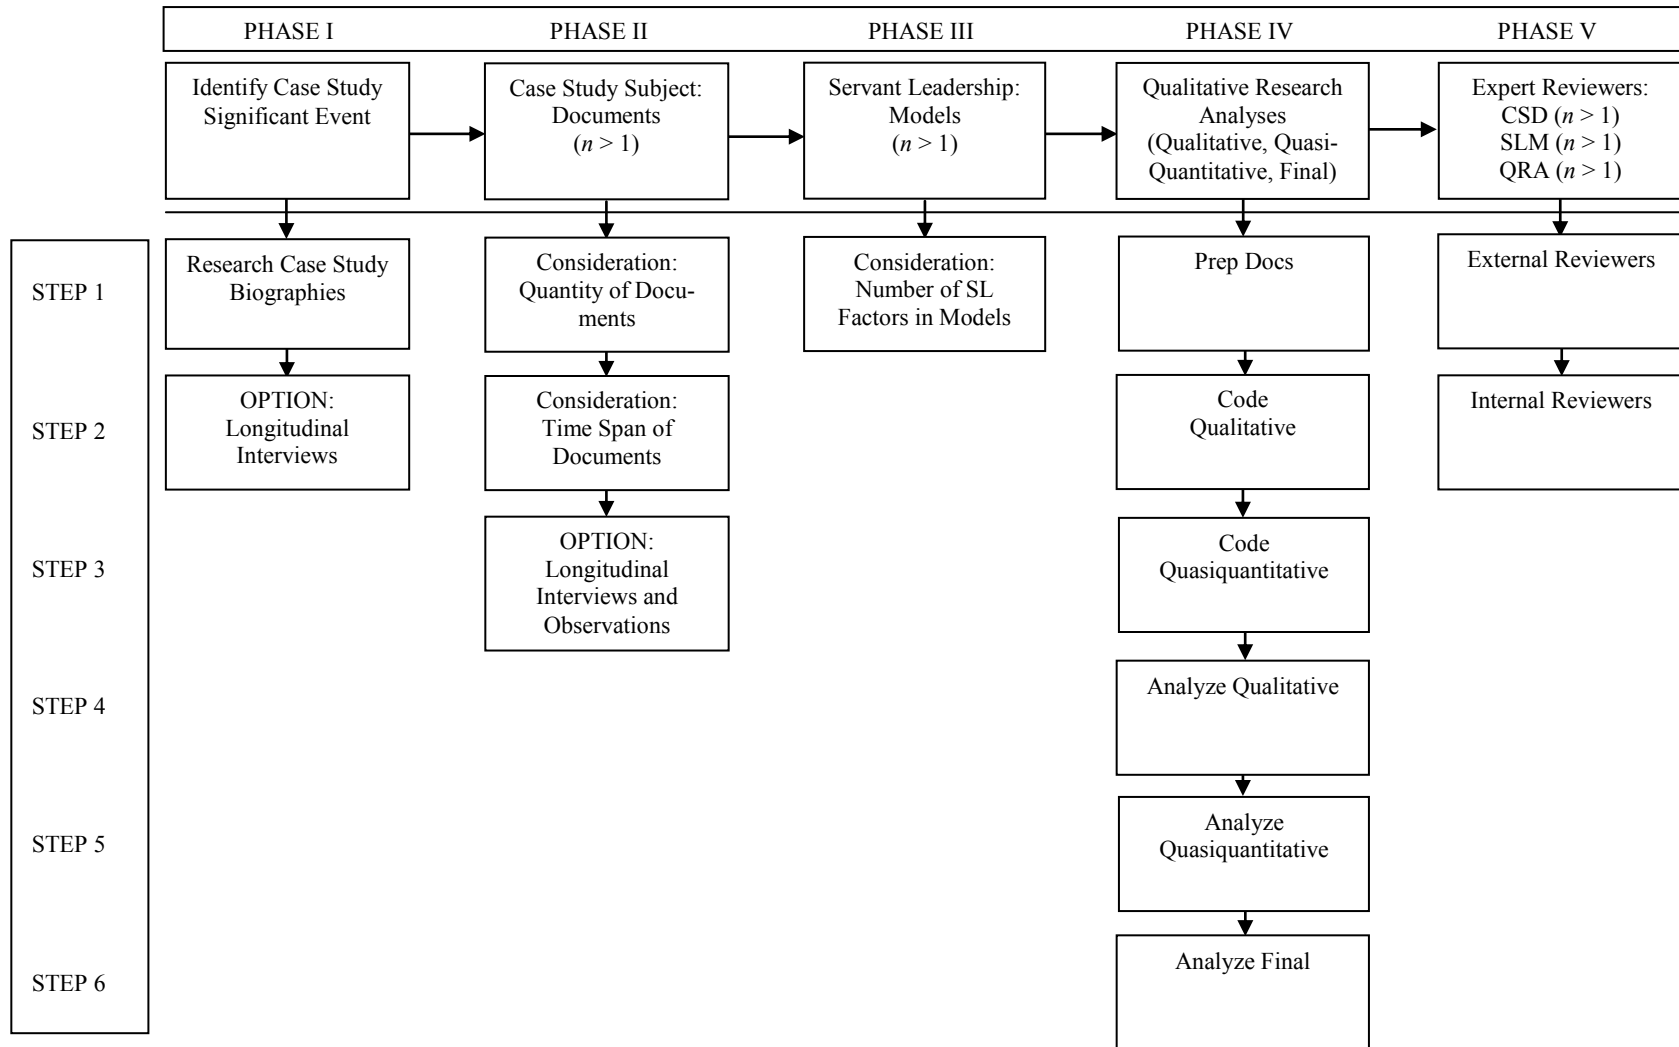 PHASE I PHASE II PHASE III PHASE IV PHASE V
Identify Case Study
Significant Event
Case Study Subject:
Documents
(n > 1)
Servant Leadership:
Models
(n > 1)
Qualitative Research
Analyses
(Qualitative, Quasi-
Quantitative, Final)
Expert Reviewers:
CSD (n > 1)
SLM (n > 1)
QRA (n > 1)
STEP 1
Research Case Study
Biographies
Consideration:
Quantity of Docu-
ments
Consideration:
Number of SL
Factors in Models
Prep Docs
External Reviewers
STEP 2
OPTION:
Longitudinal
Interviews
Consideration:
Time Span of
Documents
Code
Qualitative
Internal Reviewers
STEP 3
OPTION:
Longitudinal
Interviews and
Observations
Code
Quasiquantitative
STEP 4
Analyze Qualitative
STEP 5
Analyze
Quasiquantitative
STEP 6
Analyze Final